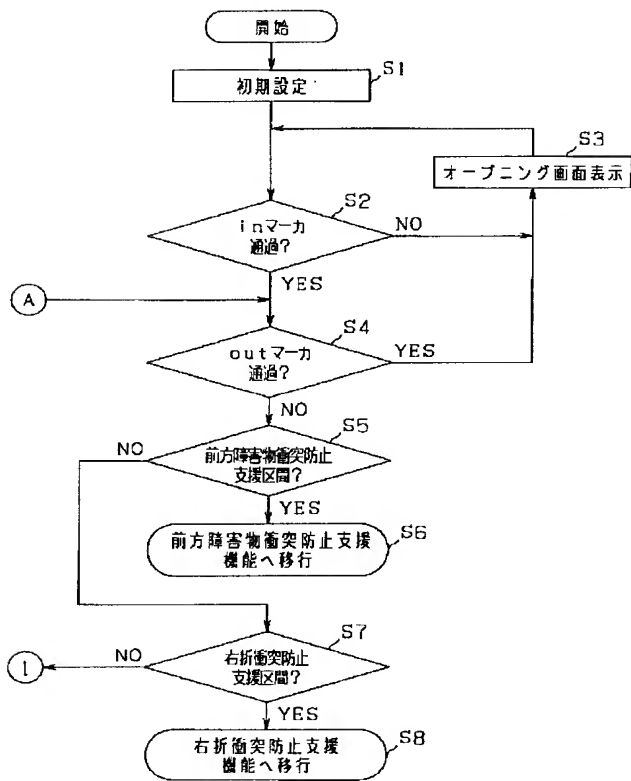 開始
S1
初期設定
S3
オープニング画面表示
S2
inマーカ
通過?
NO
YES
A
S4
outマーカ
通過?
YES
NO
S5
NO
前方障害物衝突防止
支援区間?
YES
S6
前方障害物衝突防止支援
機能へ移行
S7
1
NO
右折衝突防止
支援区間?
YES
S8
右折衝突防止支援
機能へ移行